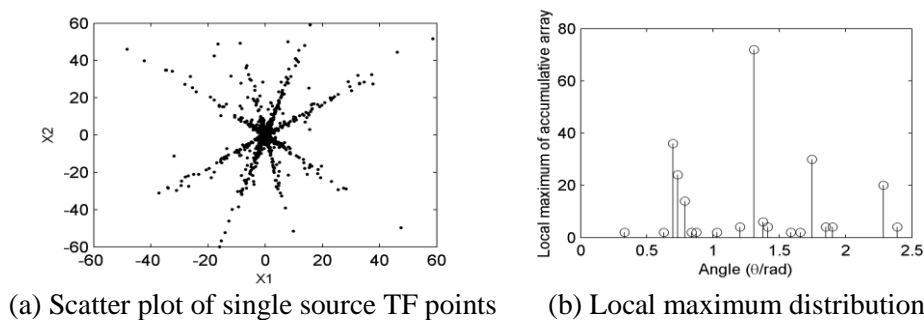 60
40
20
0
-20
-40
-60
-60 -40 -20 0 20 40 60
X2
X1
Local maximum of accumulative array
80
60
40
20
0
0 0.5 1 1.5 2 2.5
Angle (θ/rad)
(a) Scatter plot of single source TF points
(b) Local maximum distribution